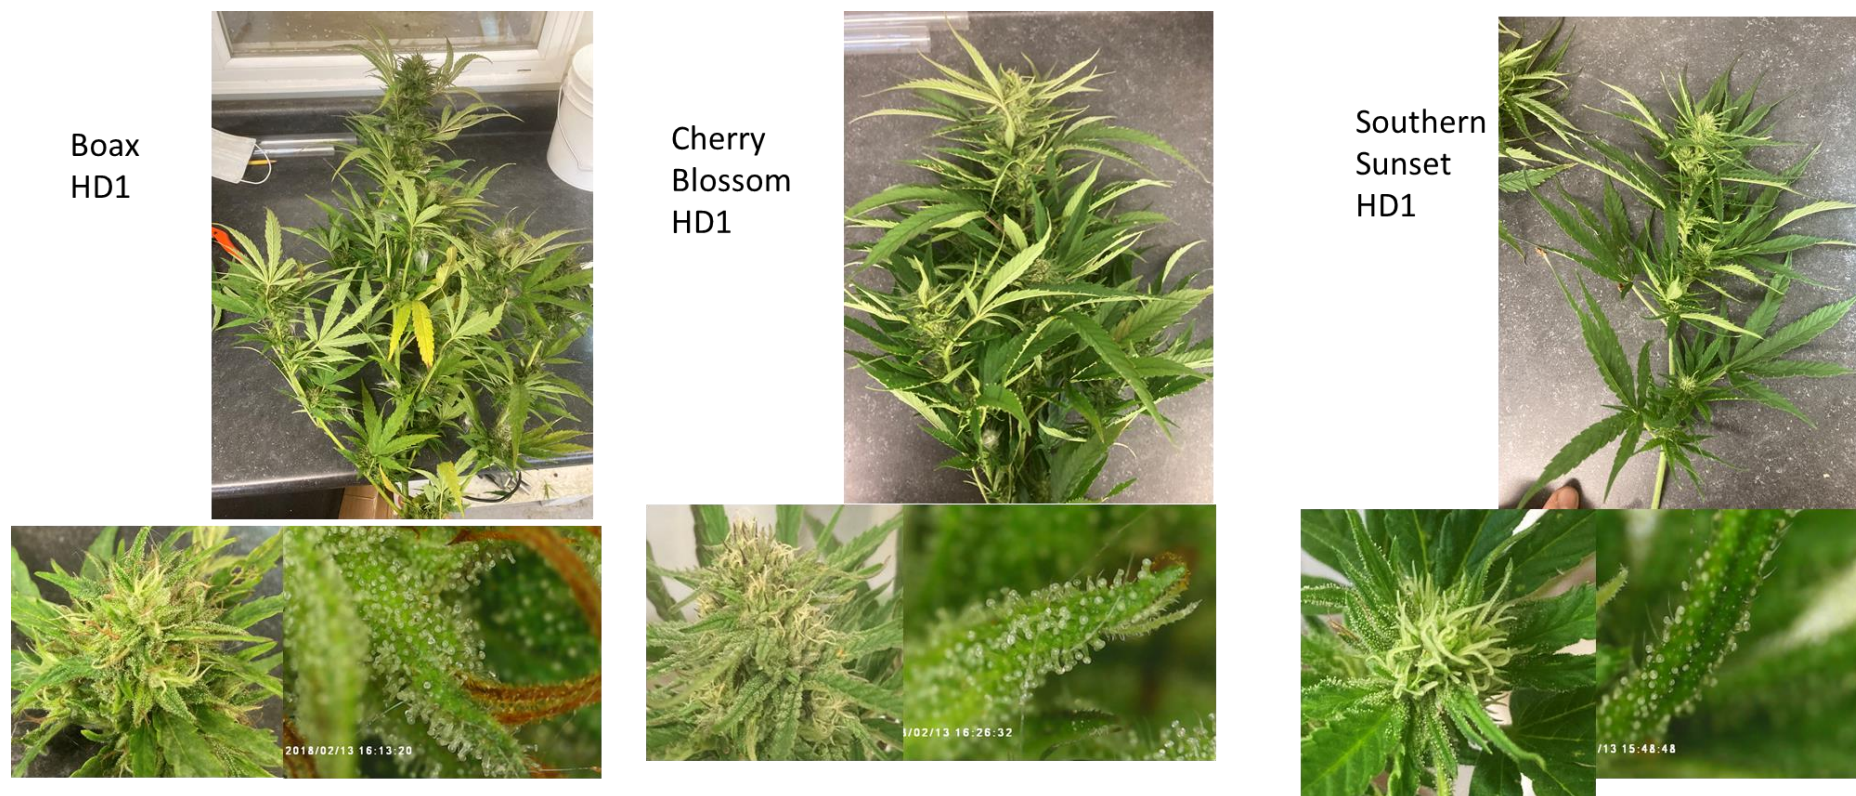 Boax
HD1
Cherry
Blossom
HD1
Southern
Sunset
HD1
2018/02/13 16:13:20
/02/13 16:26:32
/13 15:48:48